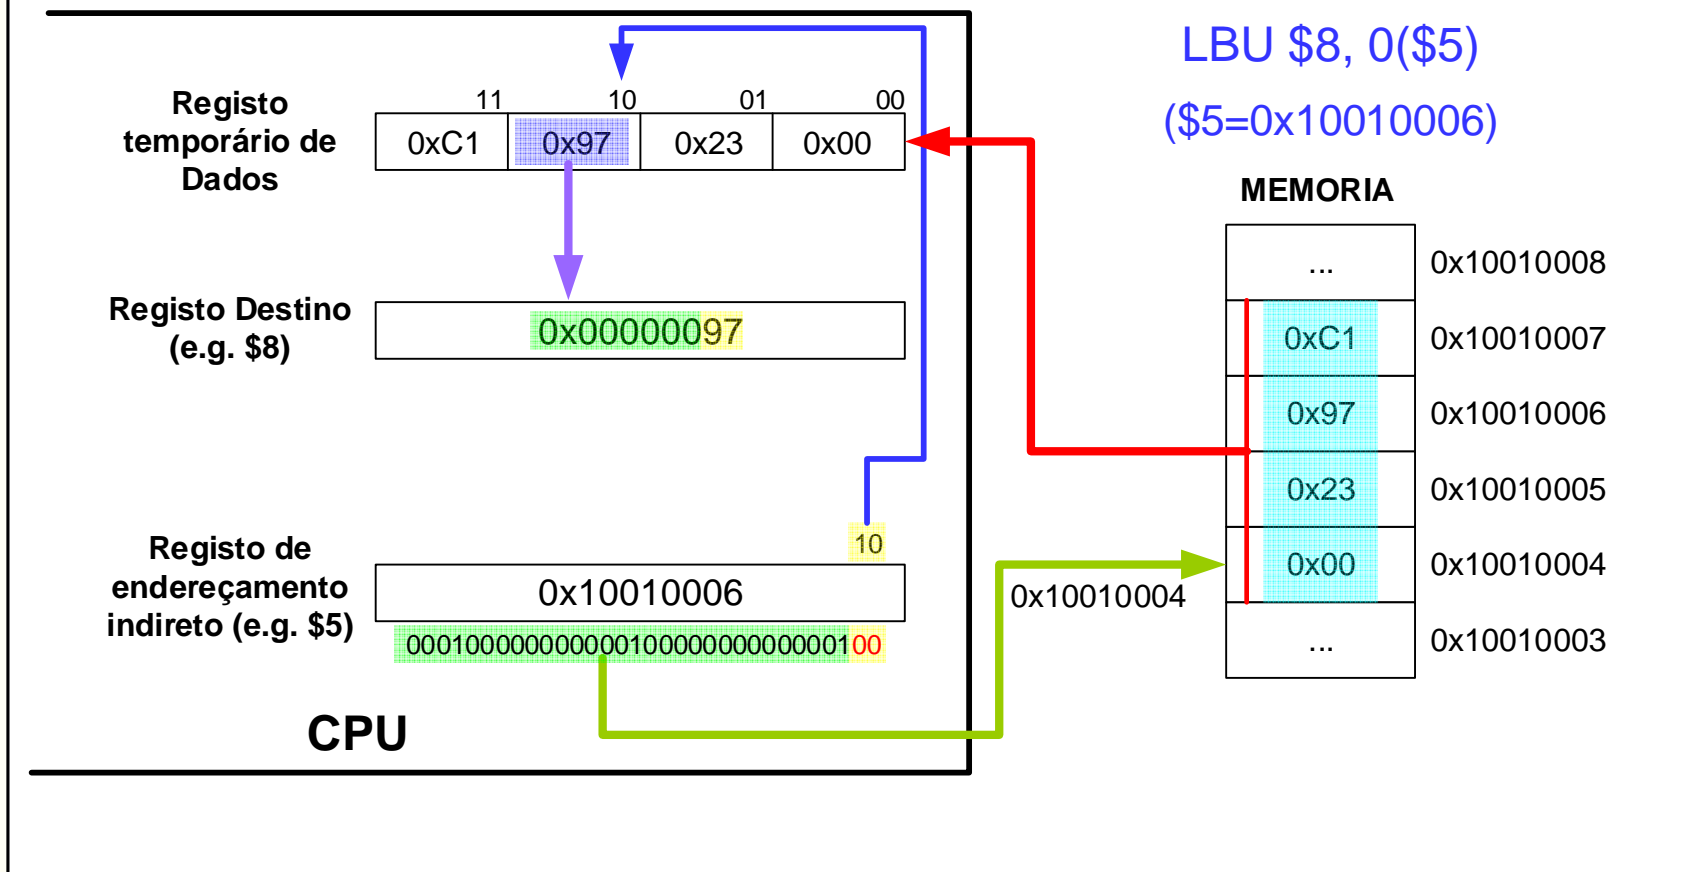 LBU $8, 0($5)
($5=0x10010006)
Registo
temporário de
Dados
11 10 01 00
0xC1 0x97 0x23 0x00
Registo Destino
(e.g. $8)
0x00000097
10
Registo de
endereçamento
indireto (e.g. $5)
0x10010006
00010000000000010000000000000100
CPU
0x10010004
MEMORIA
... 0x10010008
0xC1 0x10010007
0x97 0x10010006
0x23 0x10010005
0x00 0x10010004
... 0x10010003